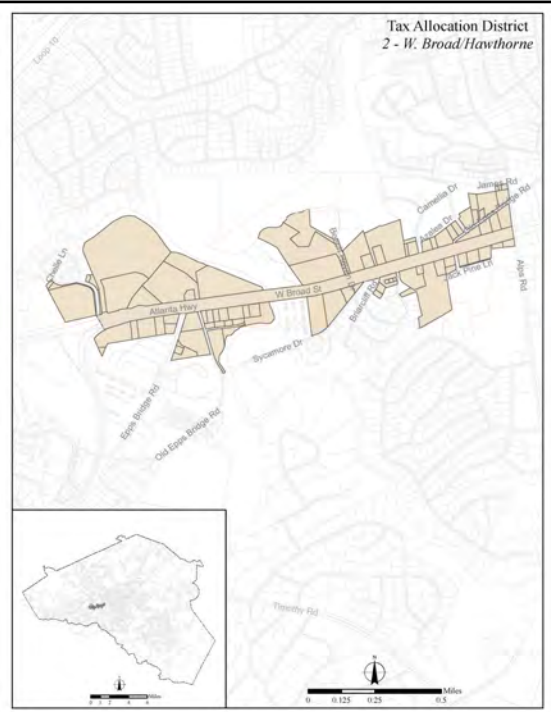 Tax Allocation District
2 - W. Broad/Hawthorne
Loop 10
James Rd
Camellia Dr
Azalea Dr
Alps Rd
W Broad St
Atlanta Hwy
Briarcliff Rd
Sycamore Dr
Epps Bridge Rd
Old Epps Bridge Rd
Timothy Rd
N
Miles
0 0.125 0.25 0.5